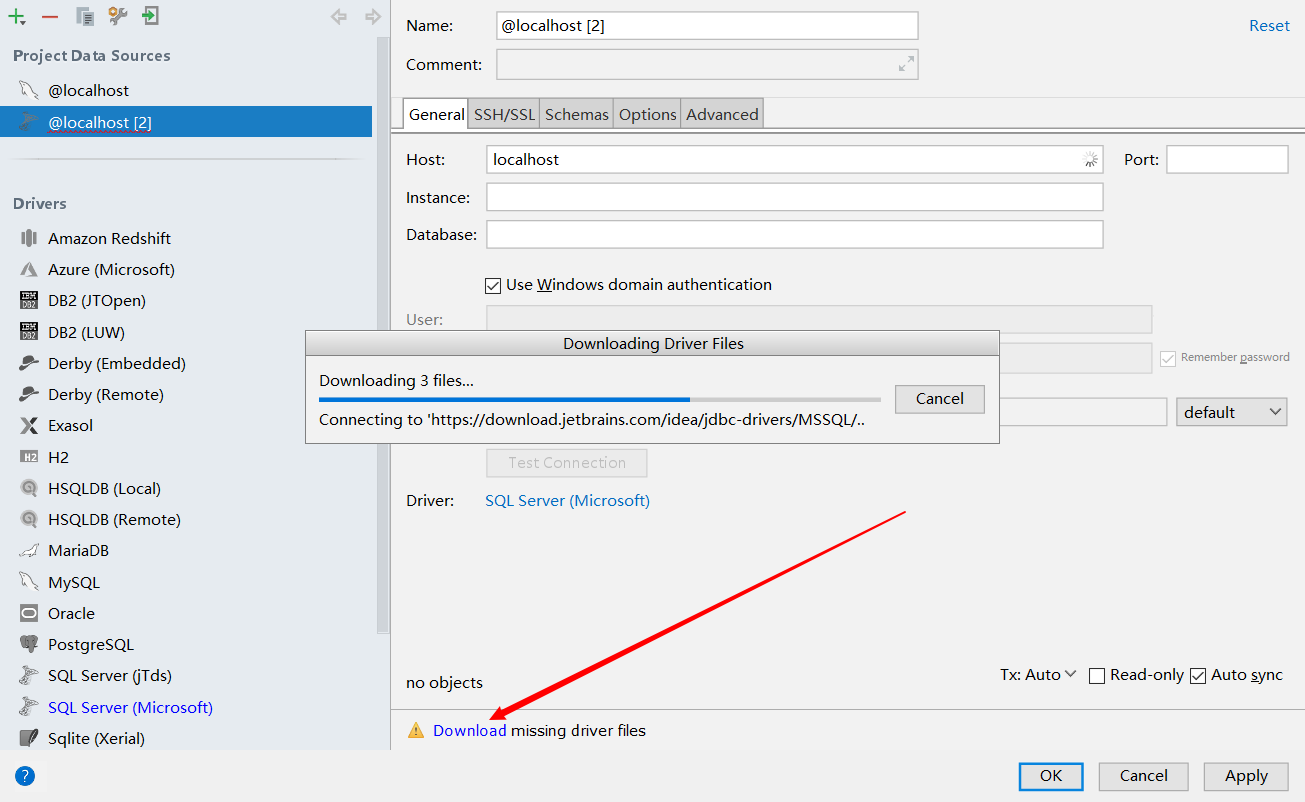 Project Data Sources
@localhost
@localhost [2]
Drivers
Amazon Redshift
Azure (Microsoft)
IBM DB2 DB2 (JTOpen)
IBM DB2 DB2 (LUW)
Derby (Embedded)
Derby (Remote)
Exasol
H2 H2
HSQLDB (Local)
HSQLDB (Remote)
MariaDB
MySQL
Oracle
PostgreSQL
SQL Server (jTds)
SQL Server (Microsoft)
Sqlite (Xerial)
?
Name: @localhost [2] Reset
Comment:
General SSH/SSL Schemas Options Advanced
Host: localhost Port:
Instance:
Database:
Use Windows domain authentication
User:
Remember password
default
Downloading Driver Files
Downloading 3 files...
Cancel
Connecting to 'https://download.jetbrains.com/idea/jdbc-drivers/MSSQL/..
Test Connection
Driver: SQL Server (Microsoft)
no objects Tx: Auto Read-only Auto sync
Download missing driver files
OK Cancel Apply